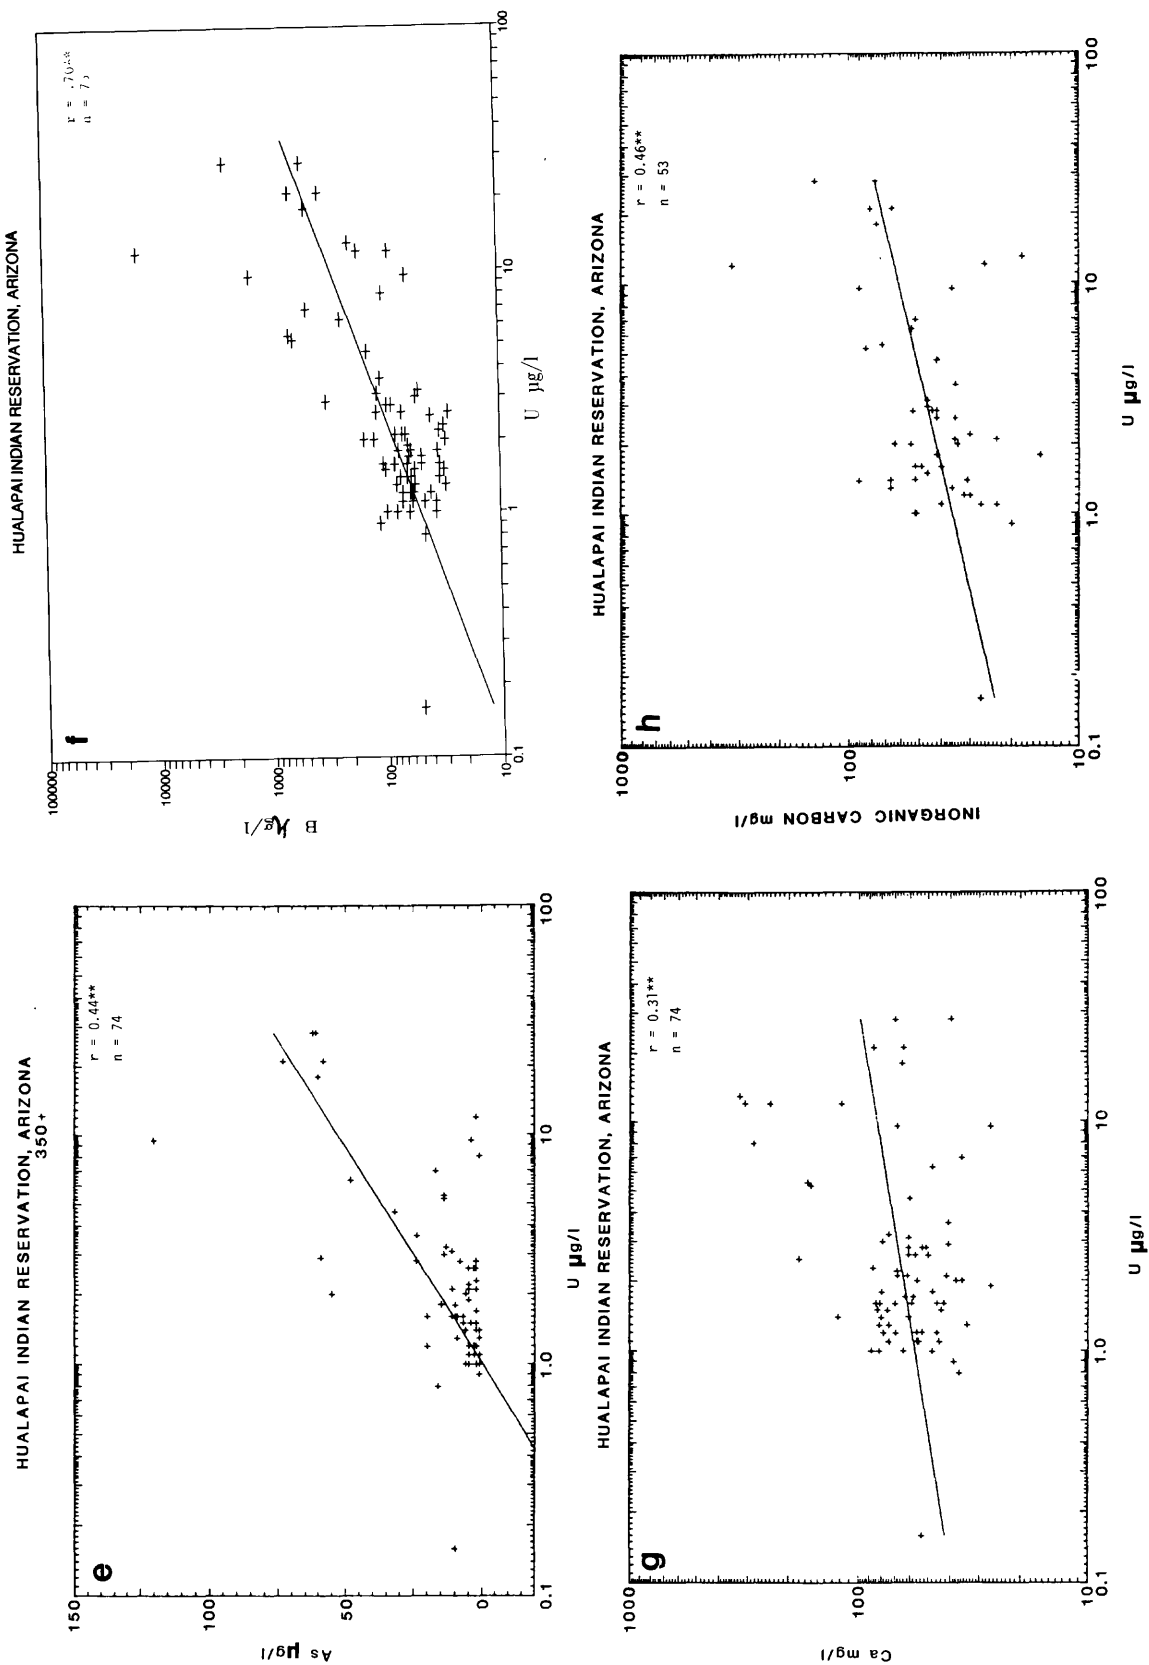 HUALAPAI INDIAN RESERVATION, ARIZONA
350 +
e
r = 0.44**
n = 74
150
100
50
0
As µg/l
0.1
1.0
10
100
U µg/l
HUALAPAI INDIAN RESERVATION, ARIZONA
f
n =
100000
10000
1000
100
10
B µg/l
0.1
1
10
100
U µg/l
HUALAPAI INDIAN RESERVATION, ARIZONA
g
r = 0.31**
n = 74
1000
100
10
Ca mg/l
0.1
1.0
10
100
U µg/l
HUALAPAI INDIAN RESERVATION, ARIZONA
h
r = 0.46**
n = 53
1000
100
10
INORGANIC CARBON mg/l
0.1
1.0
10
100
U µg/l